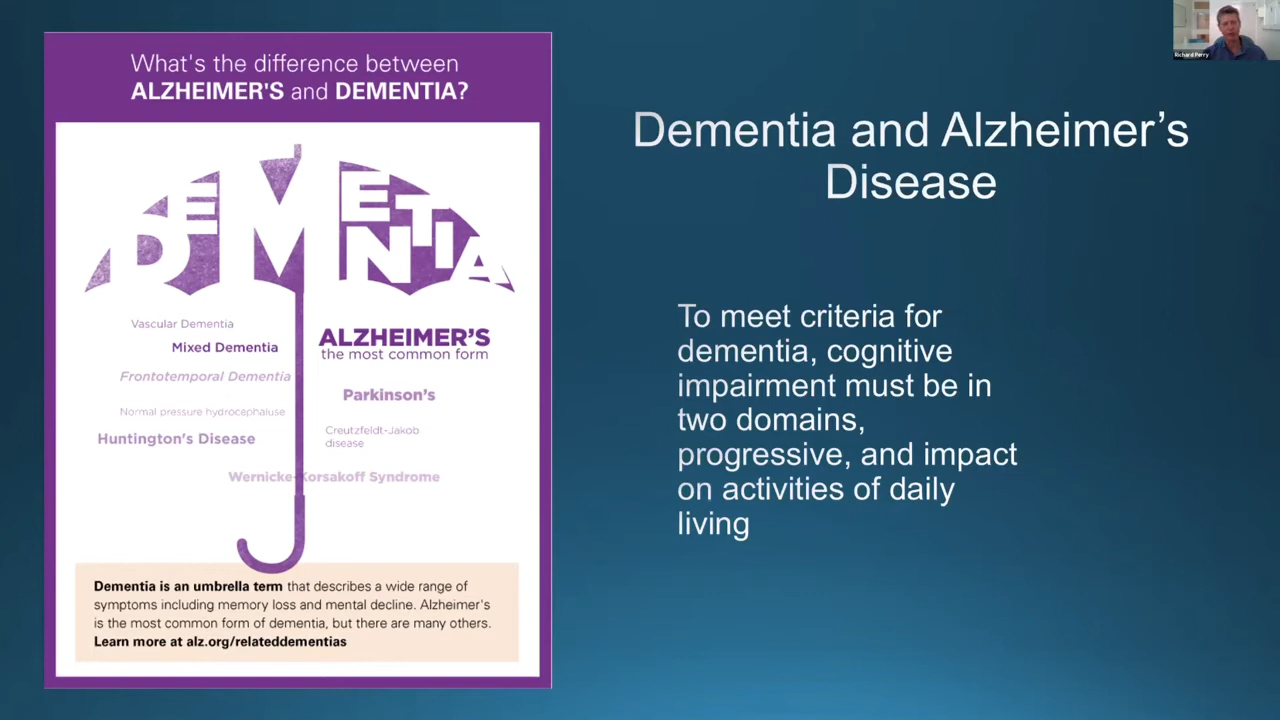 What's the difference between
ALZHEIMER'S and DEMENTIA?
DEMENTIA
Vascular Dementia
Mixed Dementia
Frontotemporal Dementia
Normal pressure hydrocephaluse
Huntington's Disease
ALZHEIMER'S
the most common form
Parkinson's
Creutzfeldt-Jakob
disease
Wernicke-Korsakoff Syndrome
Dementia is an umbrella term that describes a wide range of
symptoms including memory loss and mental decline. Alzheimer's
is the most common form of dementia, but there are many others.
Learn more at alz.org/relateddementias
Dementia and Alzheimer’s
Disease
To meet criteria for
dementia, cognitive
impairment must be in
two domains,
progressive, and impact
on activities of daily
living
Richard Perry